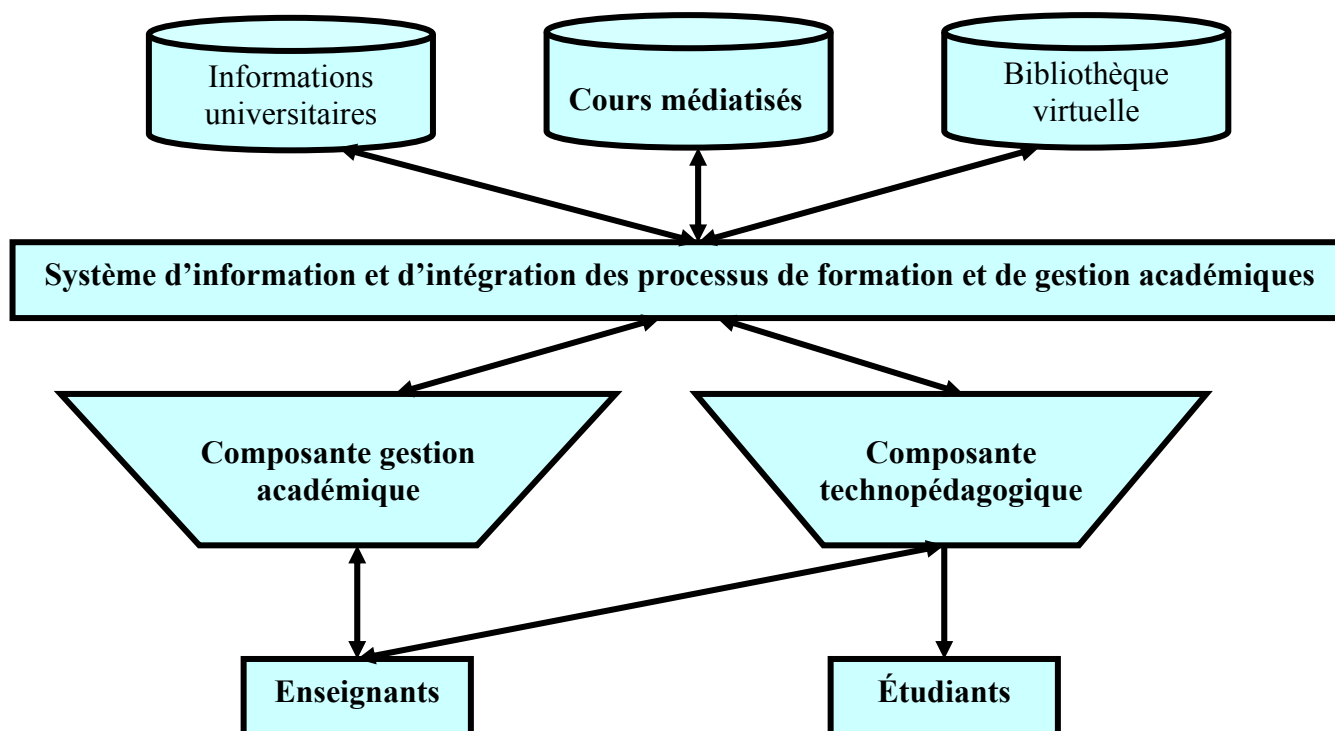 Informations
universitaires
Cours médiatisés
Bibliothèque
virtuelle
Système d’information et d’intégration des processus de formation et de gestion académiques
Composante gestion
académique
Composante
technopédagogique
Enseignants
Étudiants